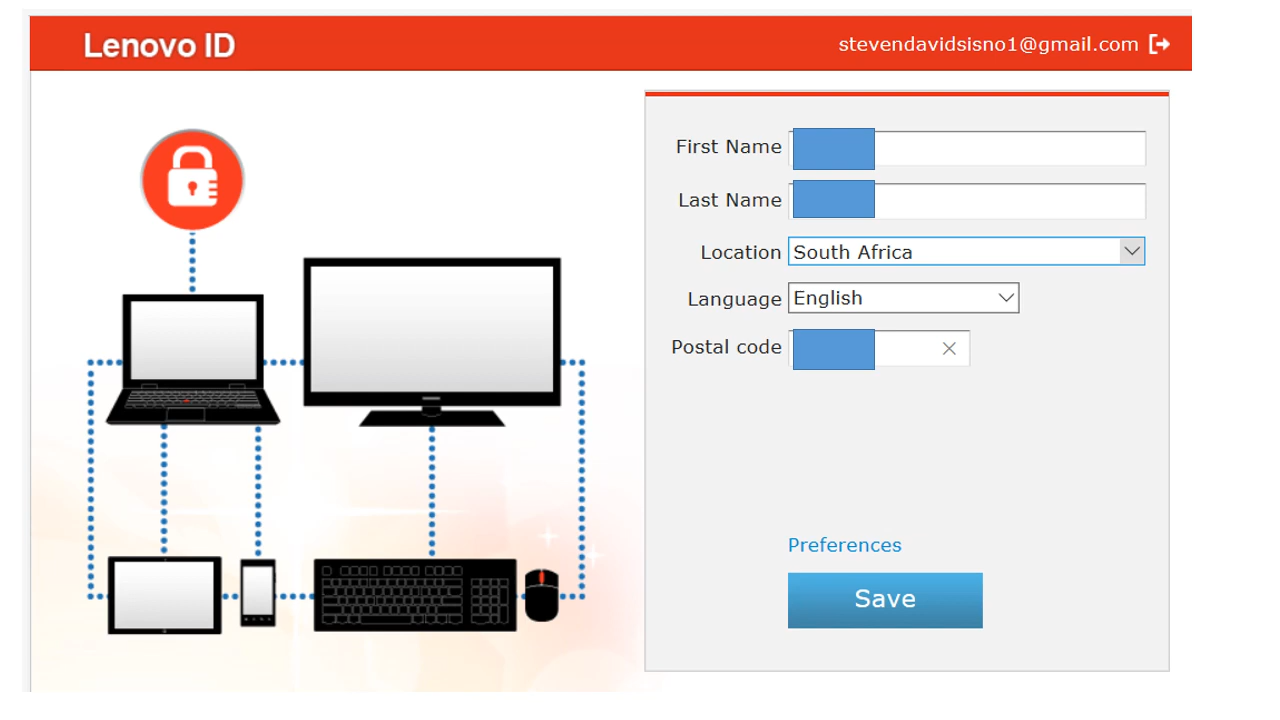 Lenovo ID
stevendavidsisno1@gmail.com
First Name
Last Name
Location South Africa
Language English
Postal code
Preferences
Save